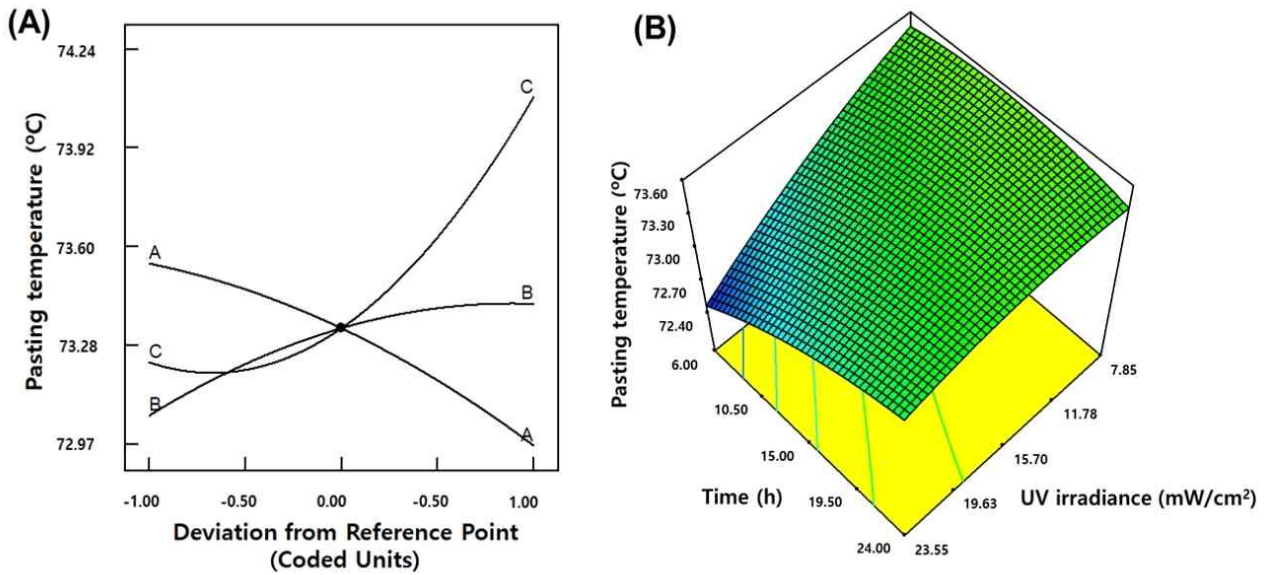 (A)
74.24
73.92
73.60
73.28
72.97
Pasting temperature (°C)
A
C
B
C
B
A
-1.00
-0.50
0.00
-0.50
1.00
Deviation from Reference Point
(Coded Units)
(B)
Pasting temperature (°C)
73.60
73.30
73.00
72.70
72.40
6.00
10.50
15.00
19.50
24.00
Time (h)
7.85
11.78
15.70
19.63
23.55
UV irradiance (mW/cm²)